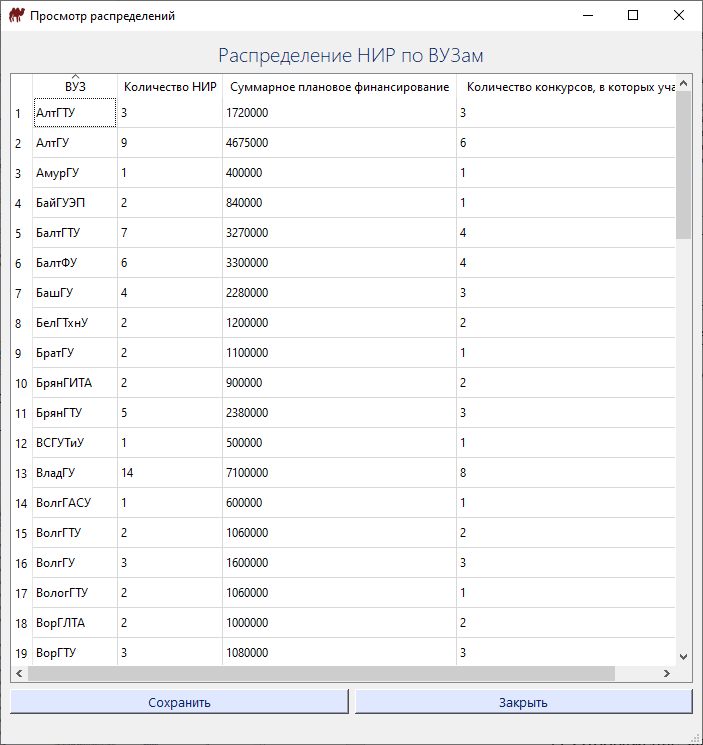 Просмотр распределений
Распределение НИР по ВУЗам
ВУЗ Количество НИР Суммарное плановое финансирование Количество конкурсов, в которых уча
1 АлтГТУ 3 1720000 3
2 АлтГУ 9 4675000 6
3 АмурГУ 1 400000 1
4 БайГУЭП 2 840000 1
5 БалтГТУ 7 3270000 4
6 БалтФУ 6 3300000 4
7 БашГУ 4 2280000 3
8 БелГТхнУ 2 1200000 2
9 БратГУ 2 1100000 1
10 БрянГИТА 2 900000 2
11 БрянГТУ 5 2380000 3
12 ВСГУТиУ 1 500000 1
13 ВладГУ 14 7100000 8
14 ВолгГАСУ 1 600000 1
15 ВолгГТУ 2 1060000 2
16 ВолгГУ 3 1600000 3
17 ВологГТУ 2 1060000 1
18 ВорГЛТА 2 1000000 2
19 ВорГТУ 3 1080000 3
Сохранить Закрыть